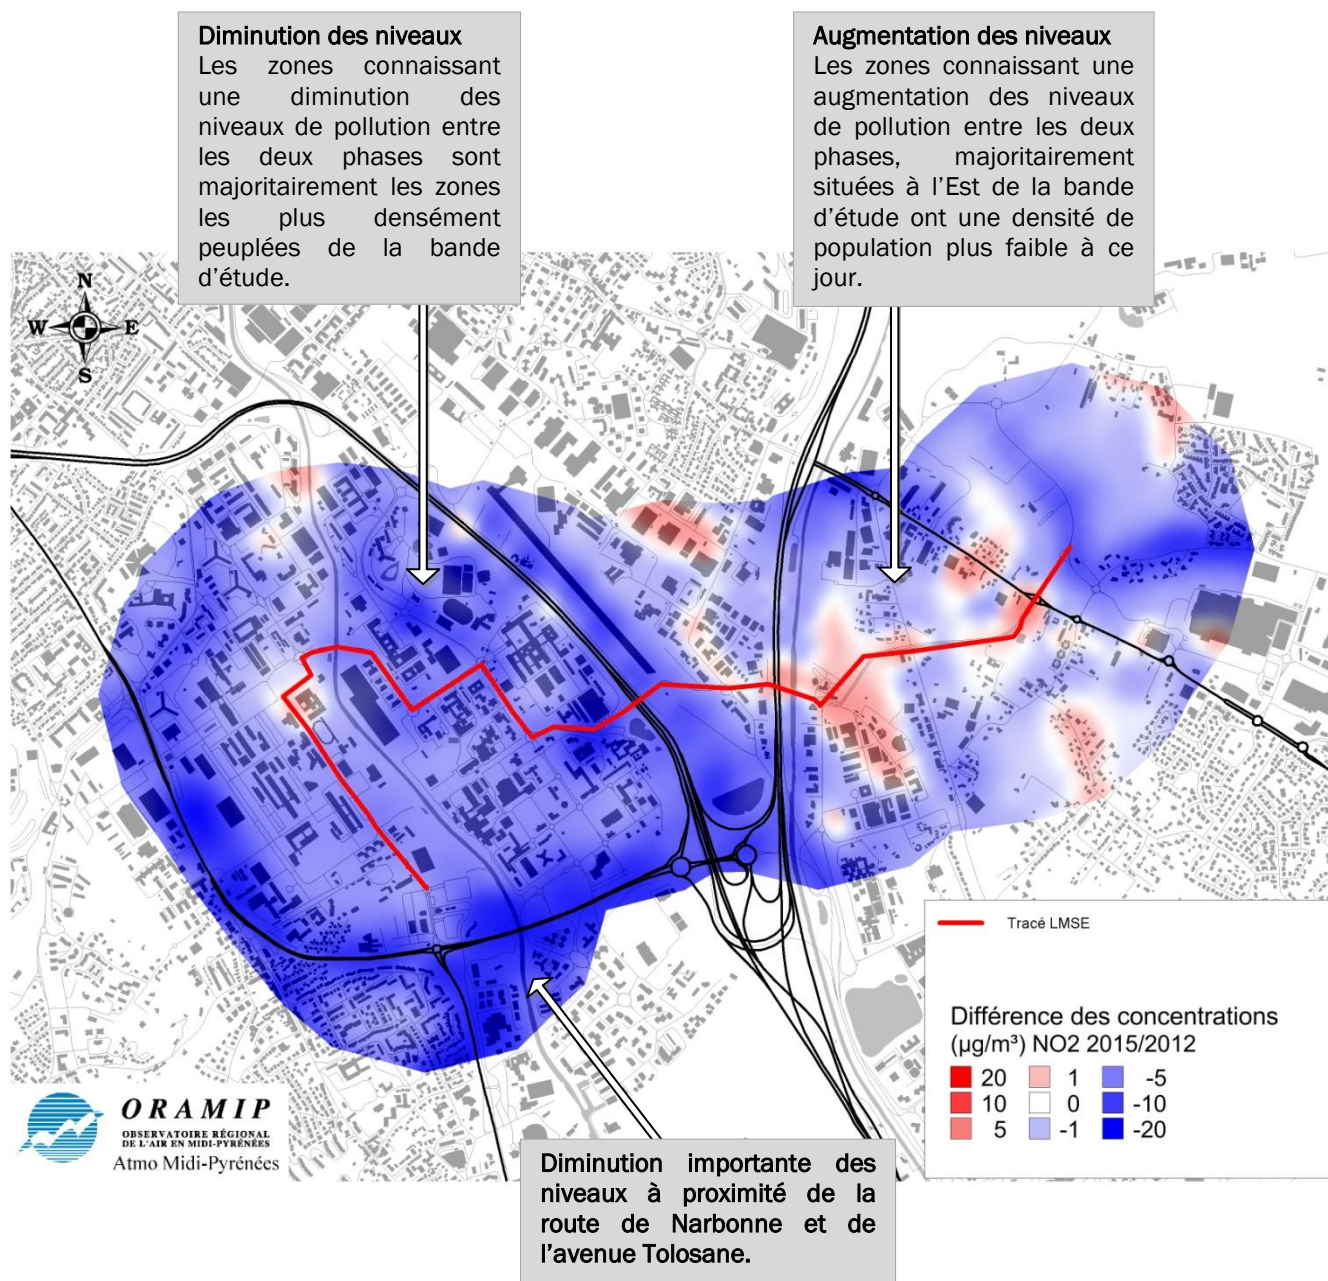 Diminution des niveaux
Les zones connaissant
une diminution des
niveaux de pollution entre
les deux phases sont
majoritairement les zones
les plus densément
peuplées de la bande
d'étude.
Augmentation des niveaux
Les zones connaissant une
augmentation des niveaux
de pollution entre les deux
phases, majoritairement
situées à l'Est de la bande
d'étude ont une densité de
population plus faible à ce
jour.
N
W E
S
Tracé LMSE
Différence des concentrations
(µg/m³) NO2 2015/2012
20 1 -5
10 0 -10
5 -1 -20
ORAMIP
OBSERVATOIRE RÉGIONAL
DE L'AIR EN MIDI-PYRÉNÉES
Atmo Midi-Pyrénées
Diminution importante des
niveaux à proximité de la
route de Narbonne et de
l'avenue Tolosane.